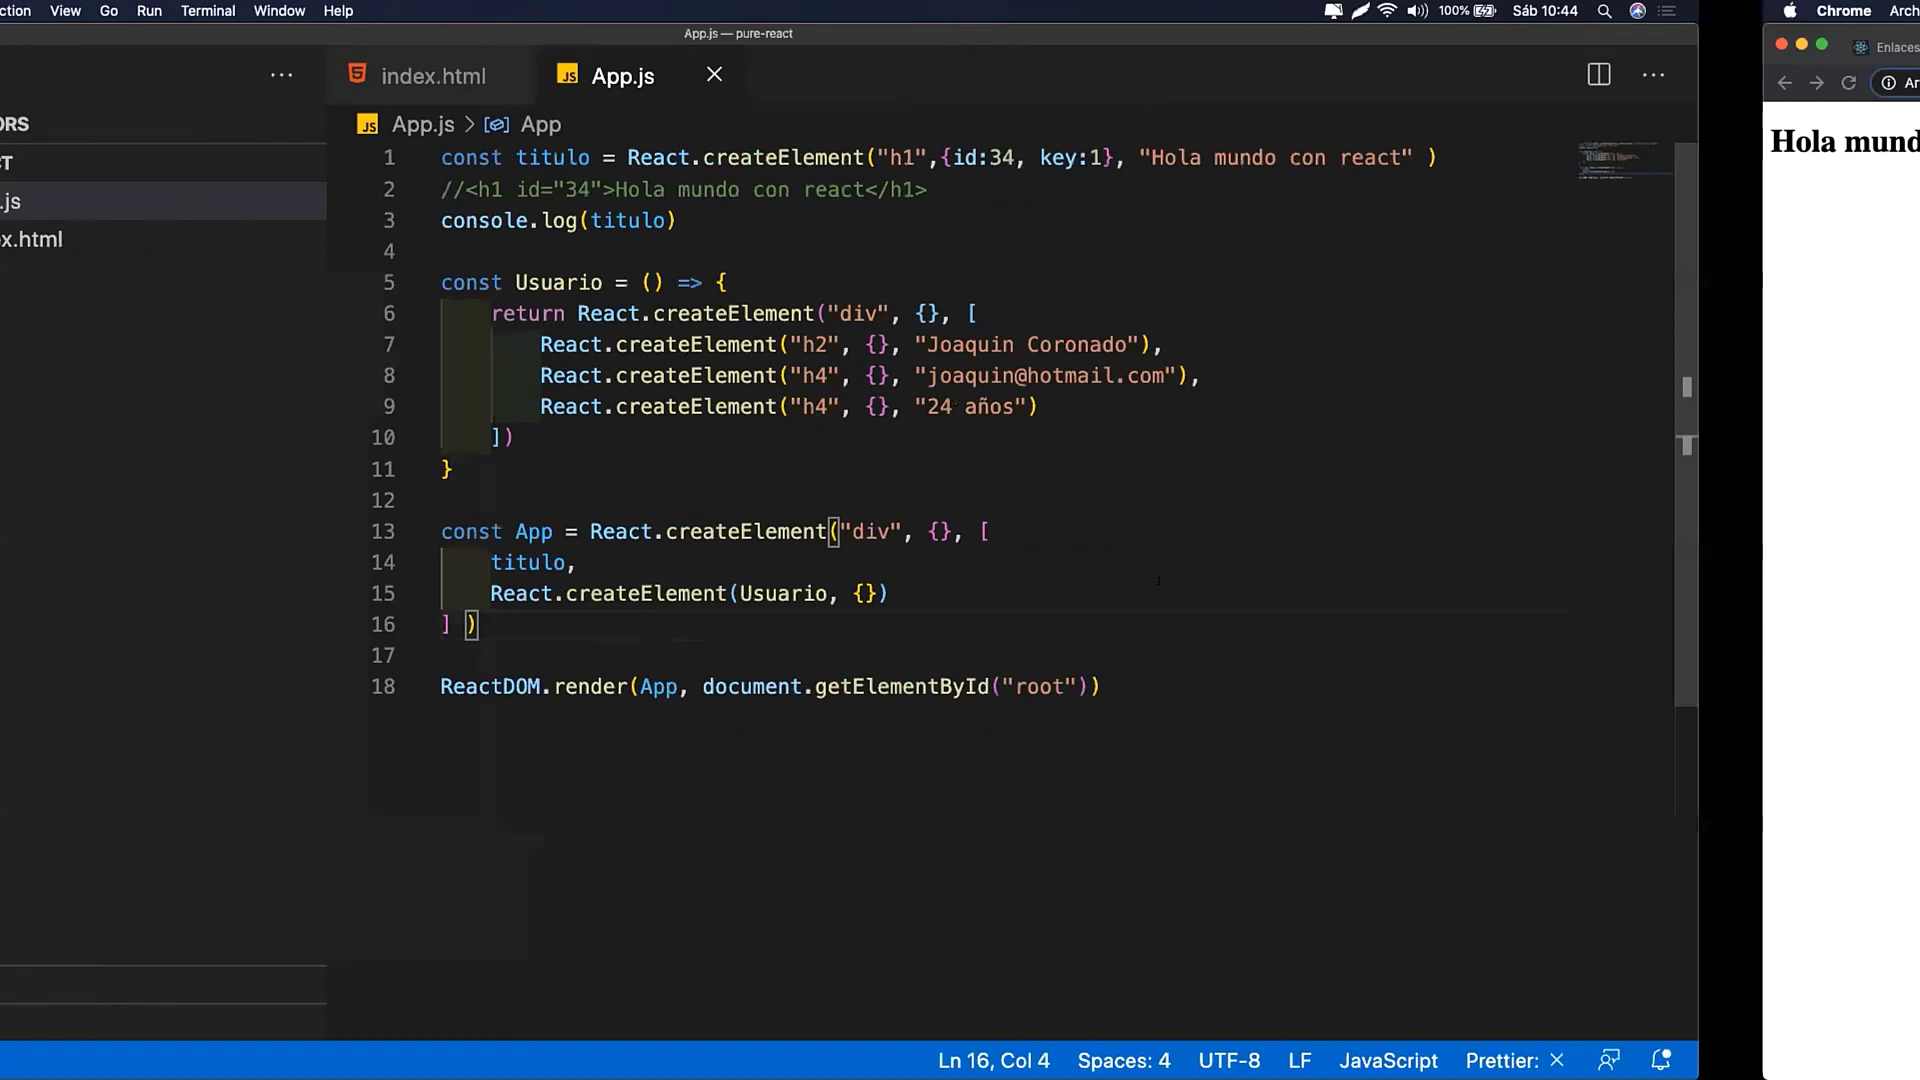 ction View Go Run Terminal Window Help 100% Sáb 10:44 Chrome Arch
App.js — pure-react
index.html App.js
Enlaces
Ar
ORS
App.js > App
CT
.js
x.html
1 const titulo = React.createElement("h1",{id:34, key:1}, "Hola mundo con react" )
2 //<h1 id="34">Hola mundo con react</h1>
3 console.log(titulo)
4
5 const Usuario = () => {
6 return React.createElement("div", {}, [
7 React.createElement("h2", {}, "Joaquin Coronado"),
8 React.createElement("h4", {}, "joaquin@hotmail.com"),
9 React.createElement("h4", {}, "24 años")
10 ])
11 }
12
13 const App = React.createElement("div", {}, [
14 titulo,
15 React.createElement(Usuario, {})
16 ] )
17
18 ReactDOM.render(App, document.getElementById("root"))
Hola mund
Ln 16, Col 4 Spaces: 4 UTF-8 LF JavaScript Prettier: ×